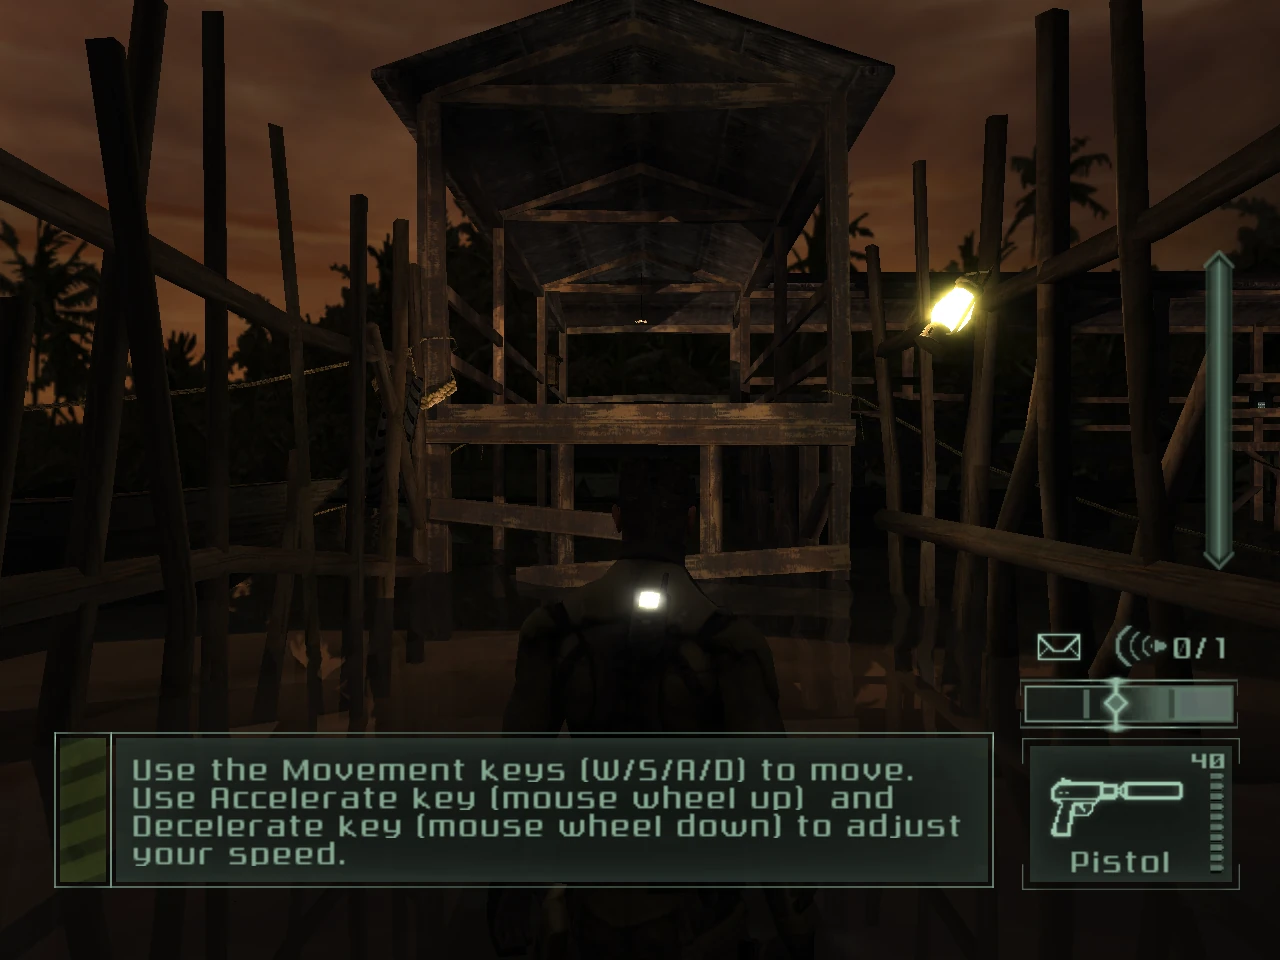 0/1
Use the Movement keys (W/S/A/D) to move.
Use Accelerate key (mouse wheel up)  and
Decelerate key (mouse wheel down) to adjust
your speed.
40
Pistol